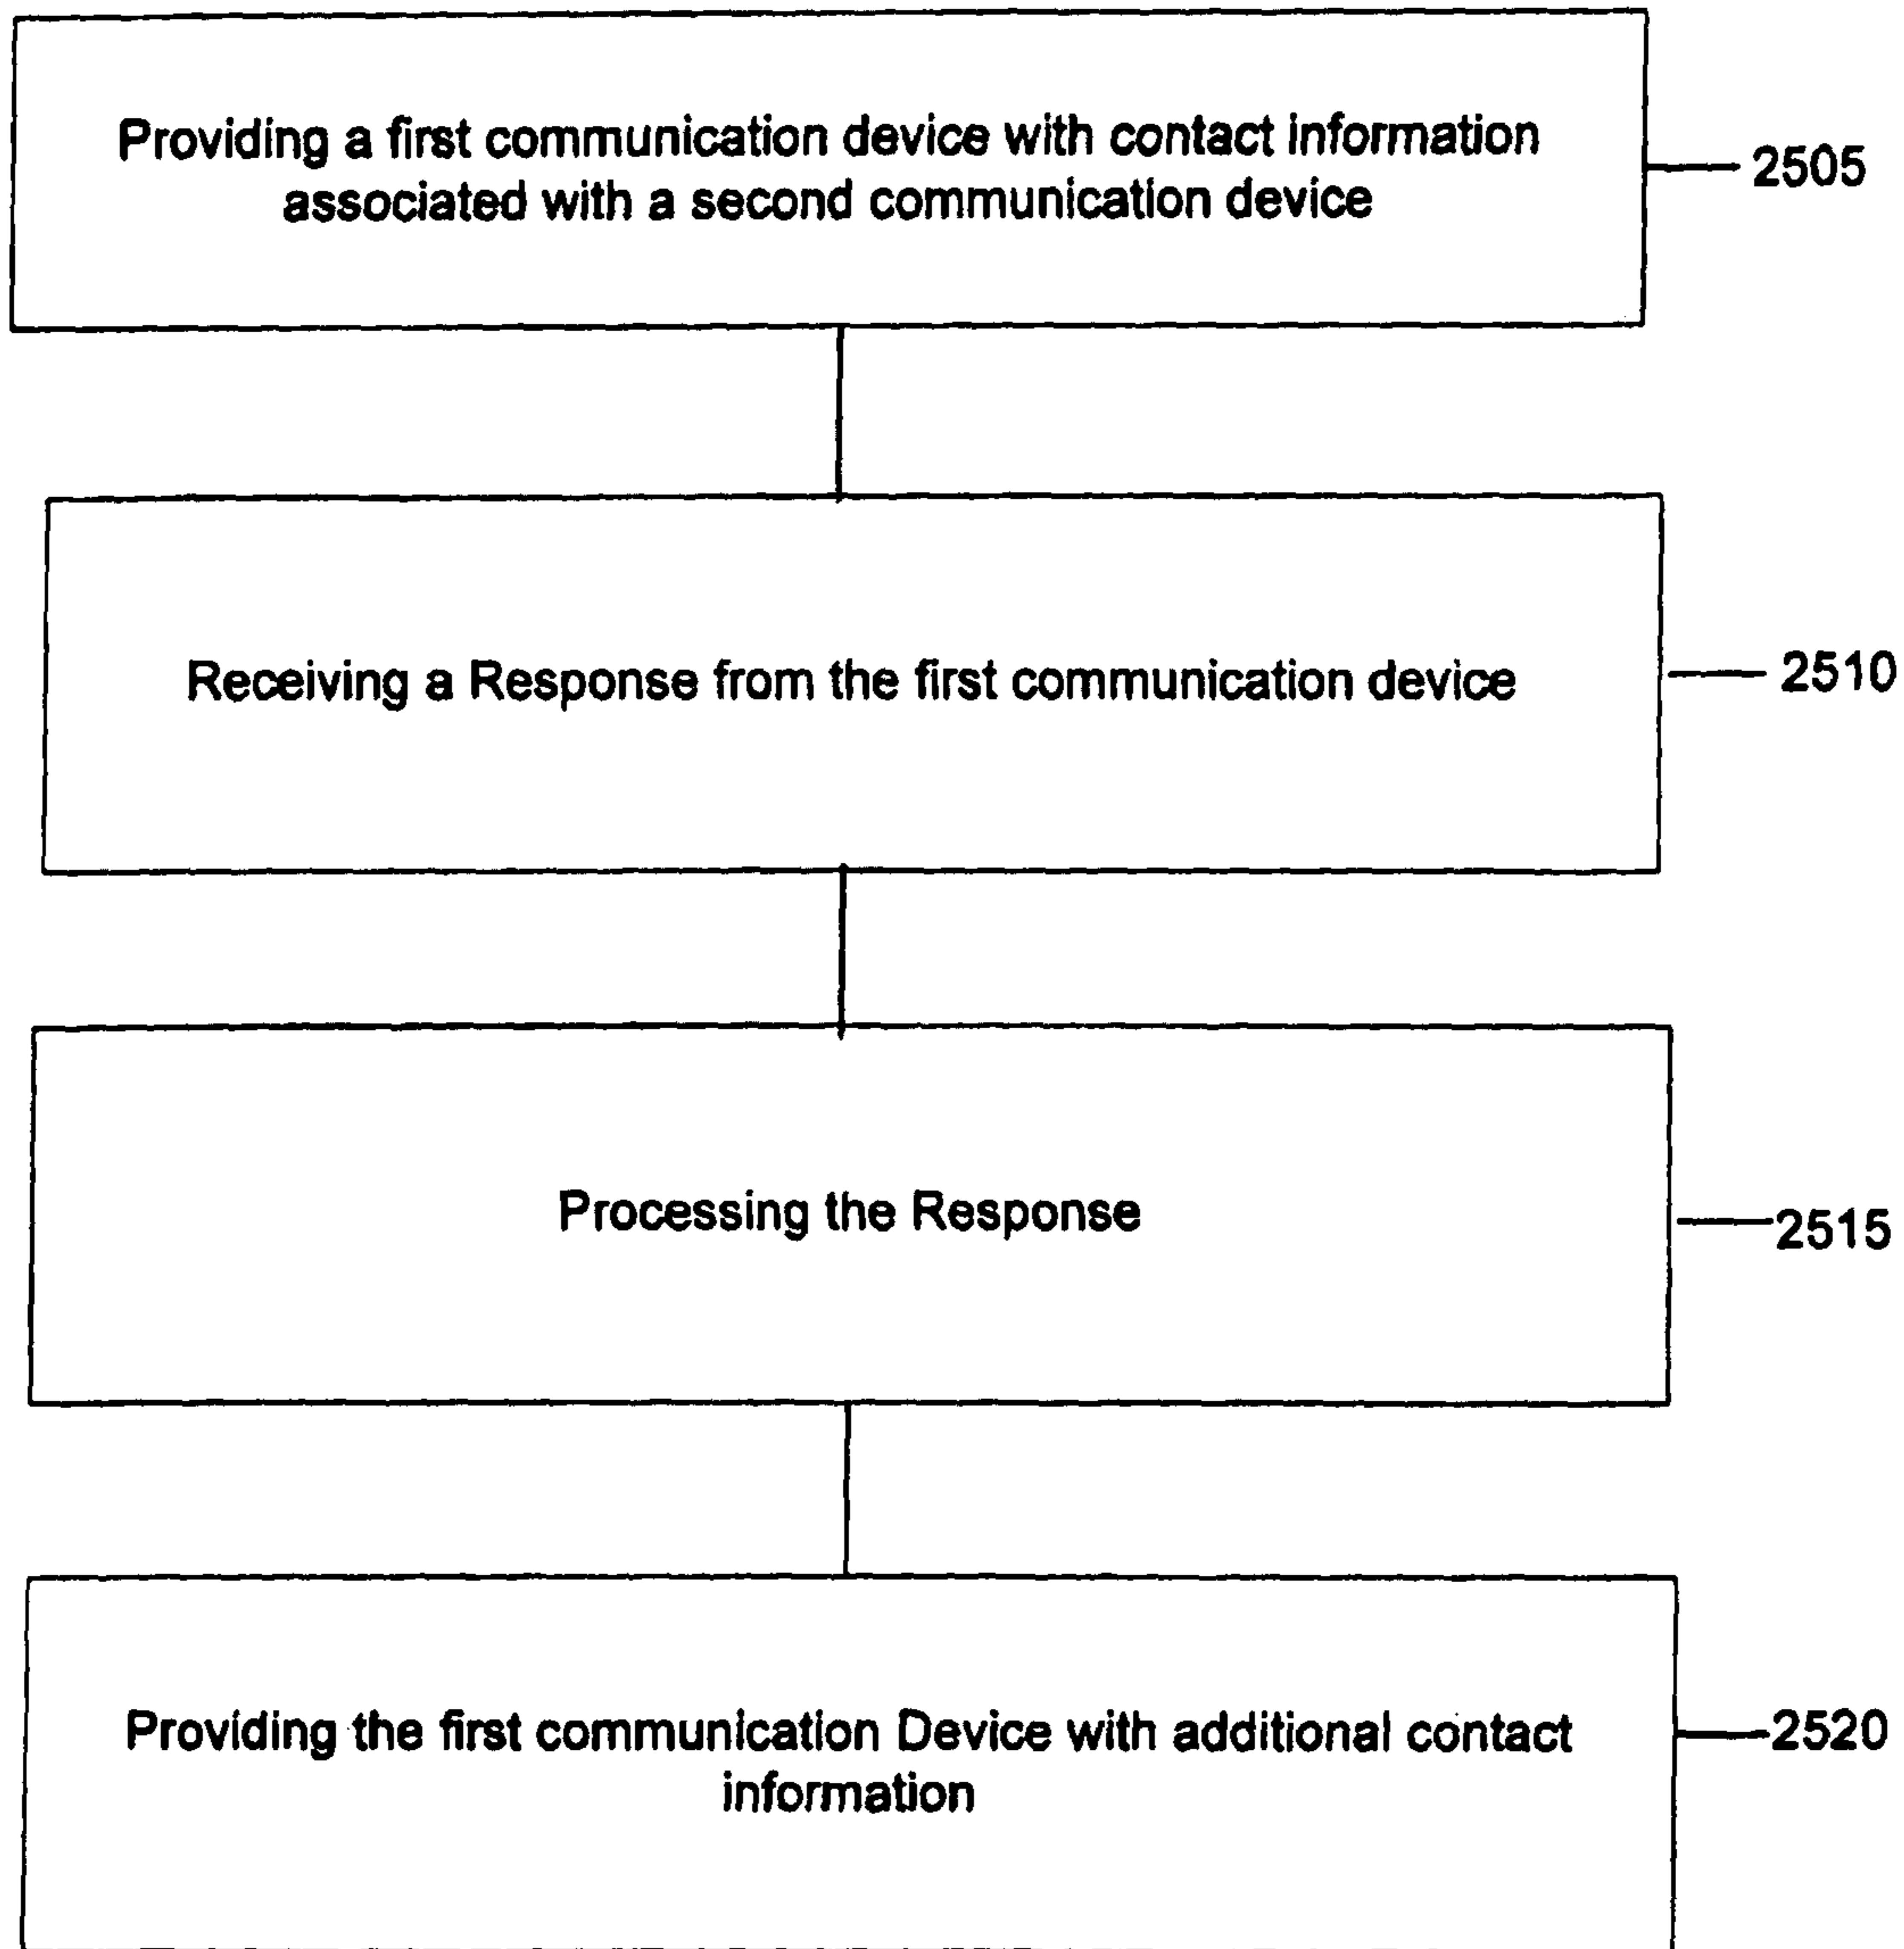 Providing a first communication device with contact information
associated with a second communication device
2505
Receiving a Response from the first communication device
2510
Processing the Response
2515
Providing the first communication Device with additional contact
information
2520